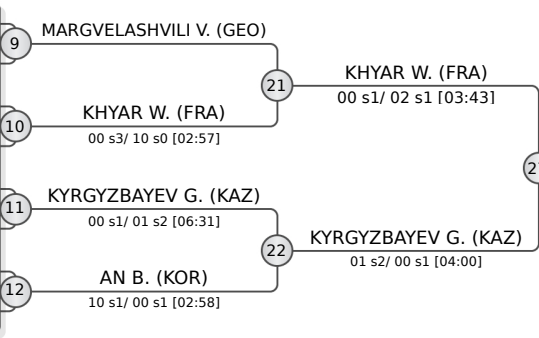 9
MARGVELASHVILI V. (GEO)
21
KHYAR W. (FRA)
00 s1/ 02 s1 [03:43]
10
KHYAR W. (FRA)
00 s3/ 10 s0 [02:57]
11
KYRGYZBAYEV G. (KAZ)
00 s1/ 01 s2 [06:31]
22
KYRGYZBAYEV G. (KAZ)
01 s2/ 00 s1 [04:00]
12
AN B. (KOR)
10 s1/ 00 s1 [02:58]